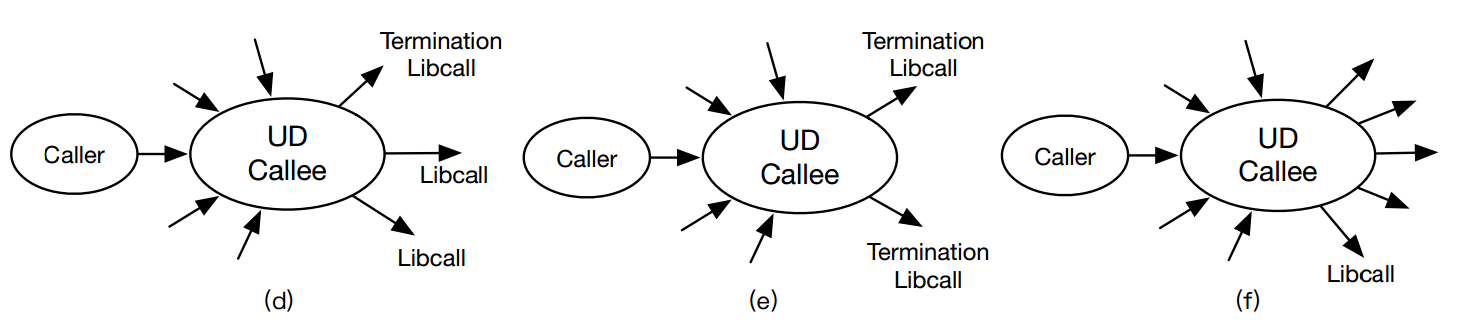 Termination
Libcall
Caller
UD
Callee
Libcall
Libcall
(d)
Termination
Libcall
Caller
UD
Callee
Termination
Libcall
(e)
Caller
UD
Callee
Libcall
(f)